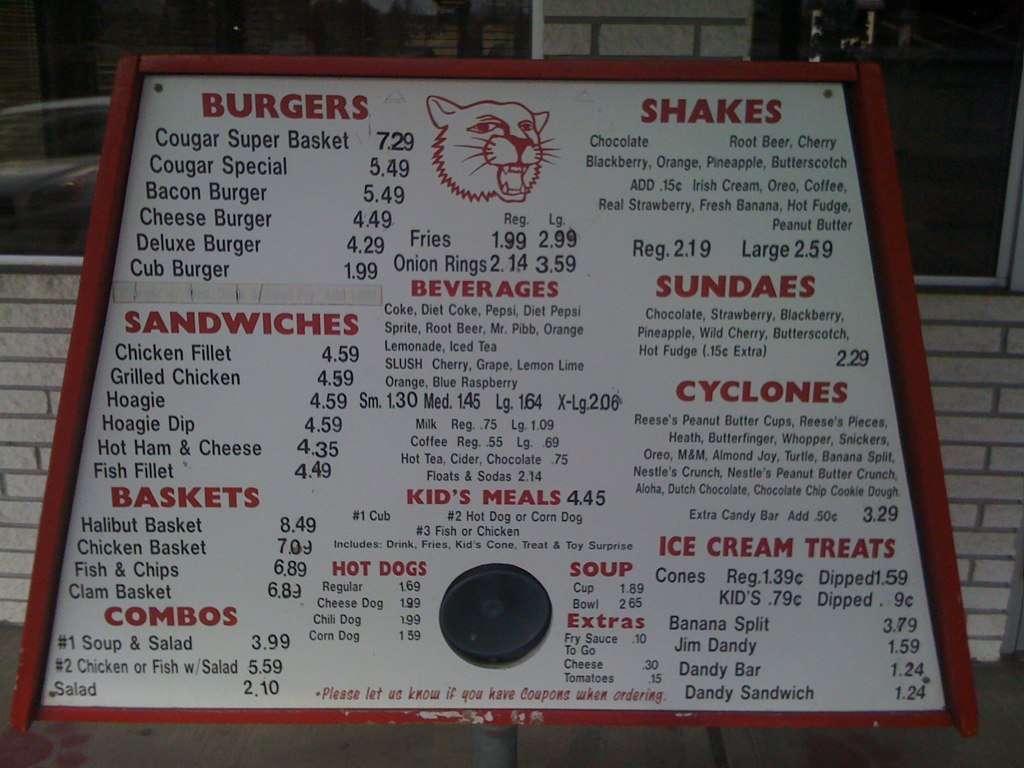 BURGERS
Cougar Super Basket 7.29
Cougar Special 5.49
Bacon Burger 5.49
Cheese Burger 4.49
Deluxe Burger 4.29
Cub Burger 1.99
SANDWICHES
Chicken Fillet 4.59
Grilled Chicken 4.59
Hoagie 4.59
Hoagie Dip 4.59
Hot Ham & Cheese 4.35
Fish Fillet 4.49
BASKETS
Halibut Basket 8.49
Chicken Basket 7.09
Fish & Chips 6.89
Clam Basket 6.89
COMBOS
#1 Soup & Salad 3.99
#2 Chicken or Fish w/Salad 5.59
Salad 2.10
Reg. Lg.
Fries 1.99 2.99
Onion Rings 2.14 3.59
BEVERAGES
Coke, Diet Coke, Pepsi, Diet Pepsi
Sprite, Root Beer, Mr. Pibb, Orange
Lemonade, Iced Tea
SLUSH Cherry, Grape, Lemon Lime
Orange, Blue Raspberry
Sm. 1.30 Med. 1.45 Lg. 1.64 X-Lg. 2.06
Milk Reg. .75 Lg. 1.09
Coffee Reg. .55 Lg. .69
Hot Tea, Cider, Chocolate .75
Floats & Sodas 2.14
KID'S MEALS 4.45
#1 Cub #2 Hot Dog or Corn Dog
#3 Fish or Chicken
Includes: Drink, Fries, Kid's Cone, Treat & Toy Surprise
HOT DOGS
Regular 1.69
Cheese Dog 1.99
Chili Dog 1.99
Corn Dog 1.59
SOUP
Cup 1.89
Bowl 2.65
Extras
Fry Sauce .10
To Go
Cheese .30
Tomatoes .15
*Please let us know if you have Coupons when ordering.
SHAKES
Chocolate Root Beer, Cherry
Blackberry, Orange, Pineapple, Butterscotch
ADD .15¢ Irish Cream, Oreo, Coffee,
Real Strawberry, Fresh Banana, Hot Fudge,
Peanut Butter
Reg. 2.19 Large 2.59
SUNDAES
Chocolate, Strawberry, Blackberry,
Pineapple, Wild Cherry, Butterscotch,
Hot Fudge (.15¢ Extra) 2.29
CYCLONES
Reese's Peanut Butter Cups, Reese's Pieces,
Heath, Butterfinger, Whopper, Snickers,
Oreo, M&M, Almond Joy, Turtle, Banana Split,
Nestle's Crunch, Nestle's Peanut Butter Crunch,
Aloha, Dutch Chocolate, Chocolate Chip Cookie Dough
Extra Candy Bar Add .50¢ 3.29
ICE CREAM TREATS
Cones Reg. 1.39¢ Dipped 1.59
KID'S .79¢ Dipped . 9¢
Banana Split 3.79
Jim Dandy 1.59
Dandy Bar 1.24
Dandy Sandwich 1.24